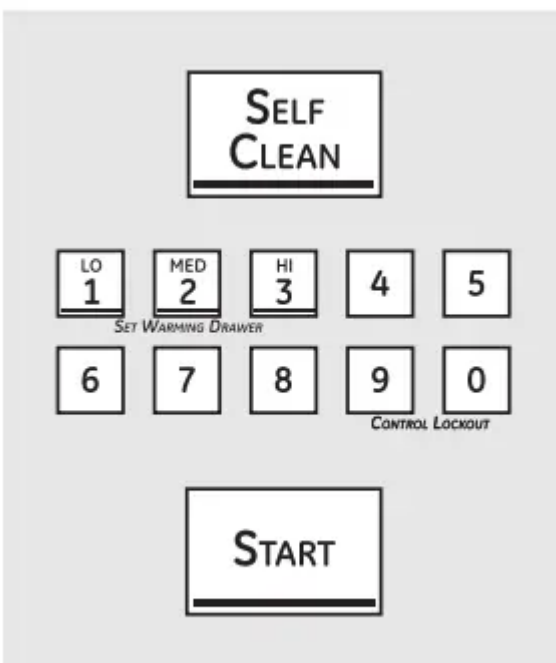 SELF
CLEAN
LO MED HI
1 2 3 4 5
SET WARMING DRAWER
6 7 8 9 0
CONTROL LOCKOUT
START